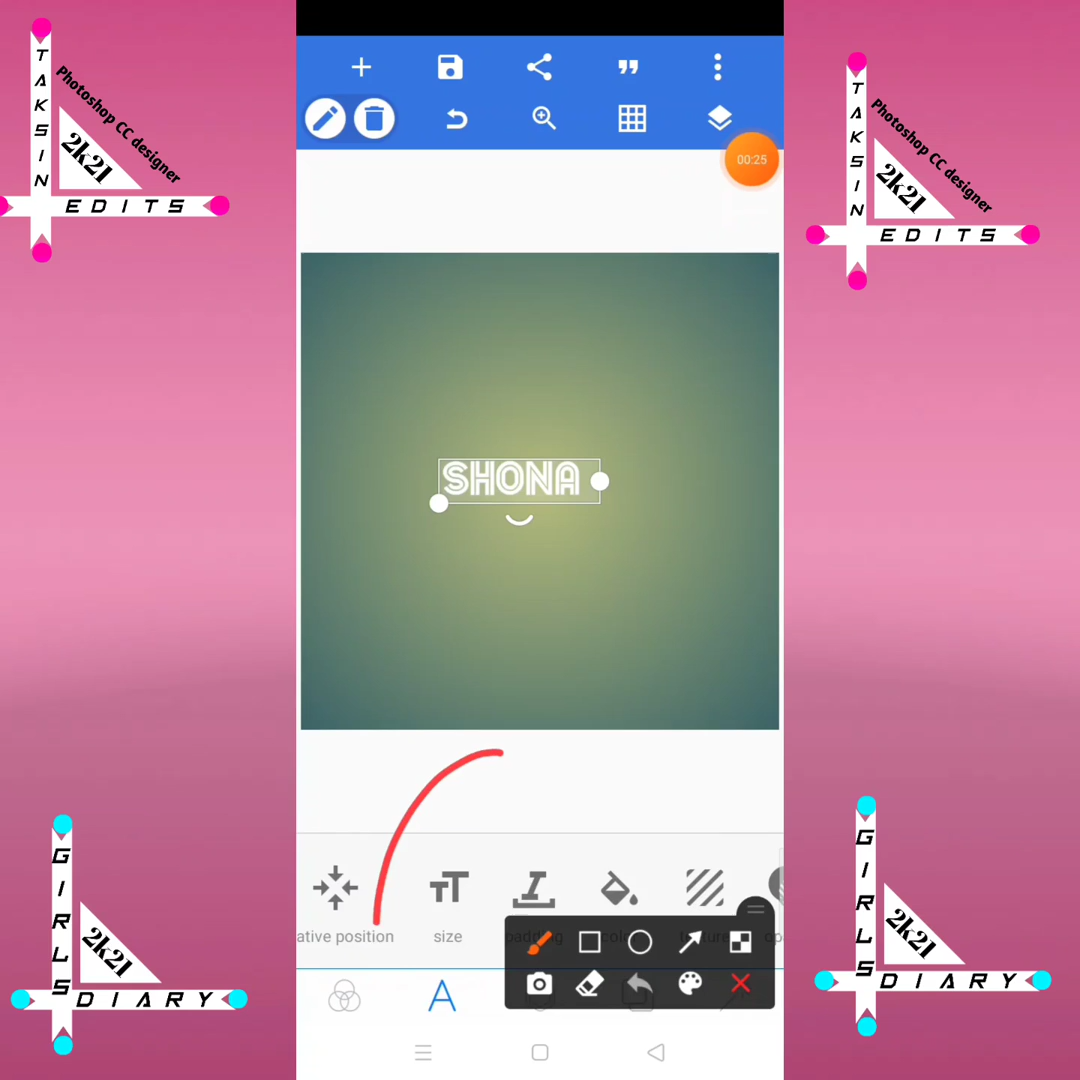 TAKSIN
EDITS
Photoshop CC designer
2k21
TAKSIN
EDITS
Photoshop CC designer
2k21
00:25
SHONA
ative position
size
GIRLS
DIARY
2k21
GIRLS
DIARY
2k21